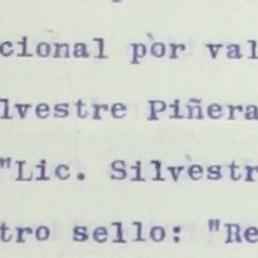 cional por val
lvestre Piñera
"Lic. Silvestr
tro sello: "Re